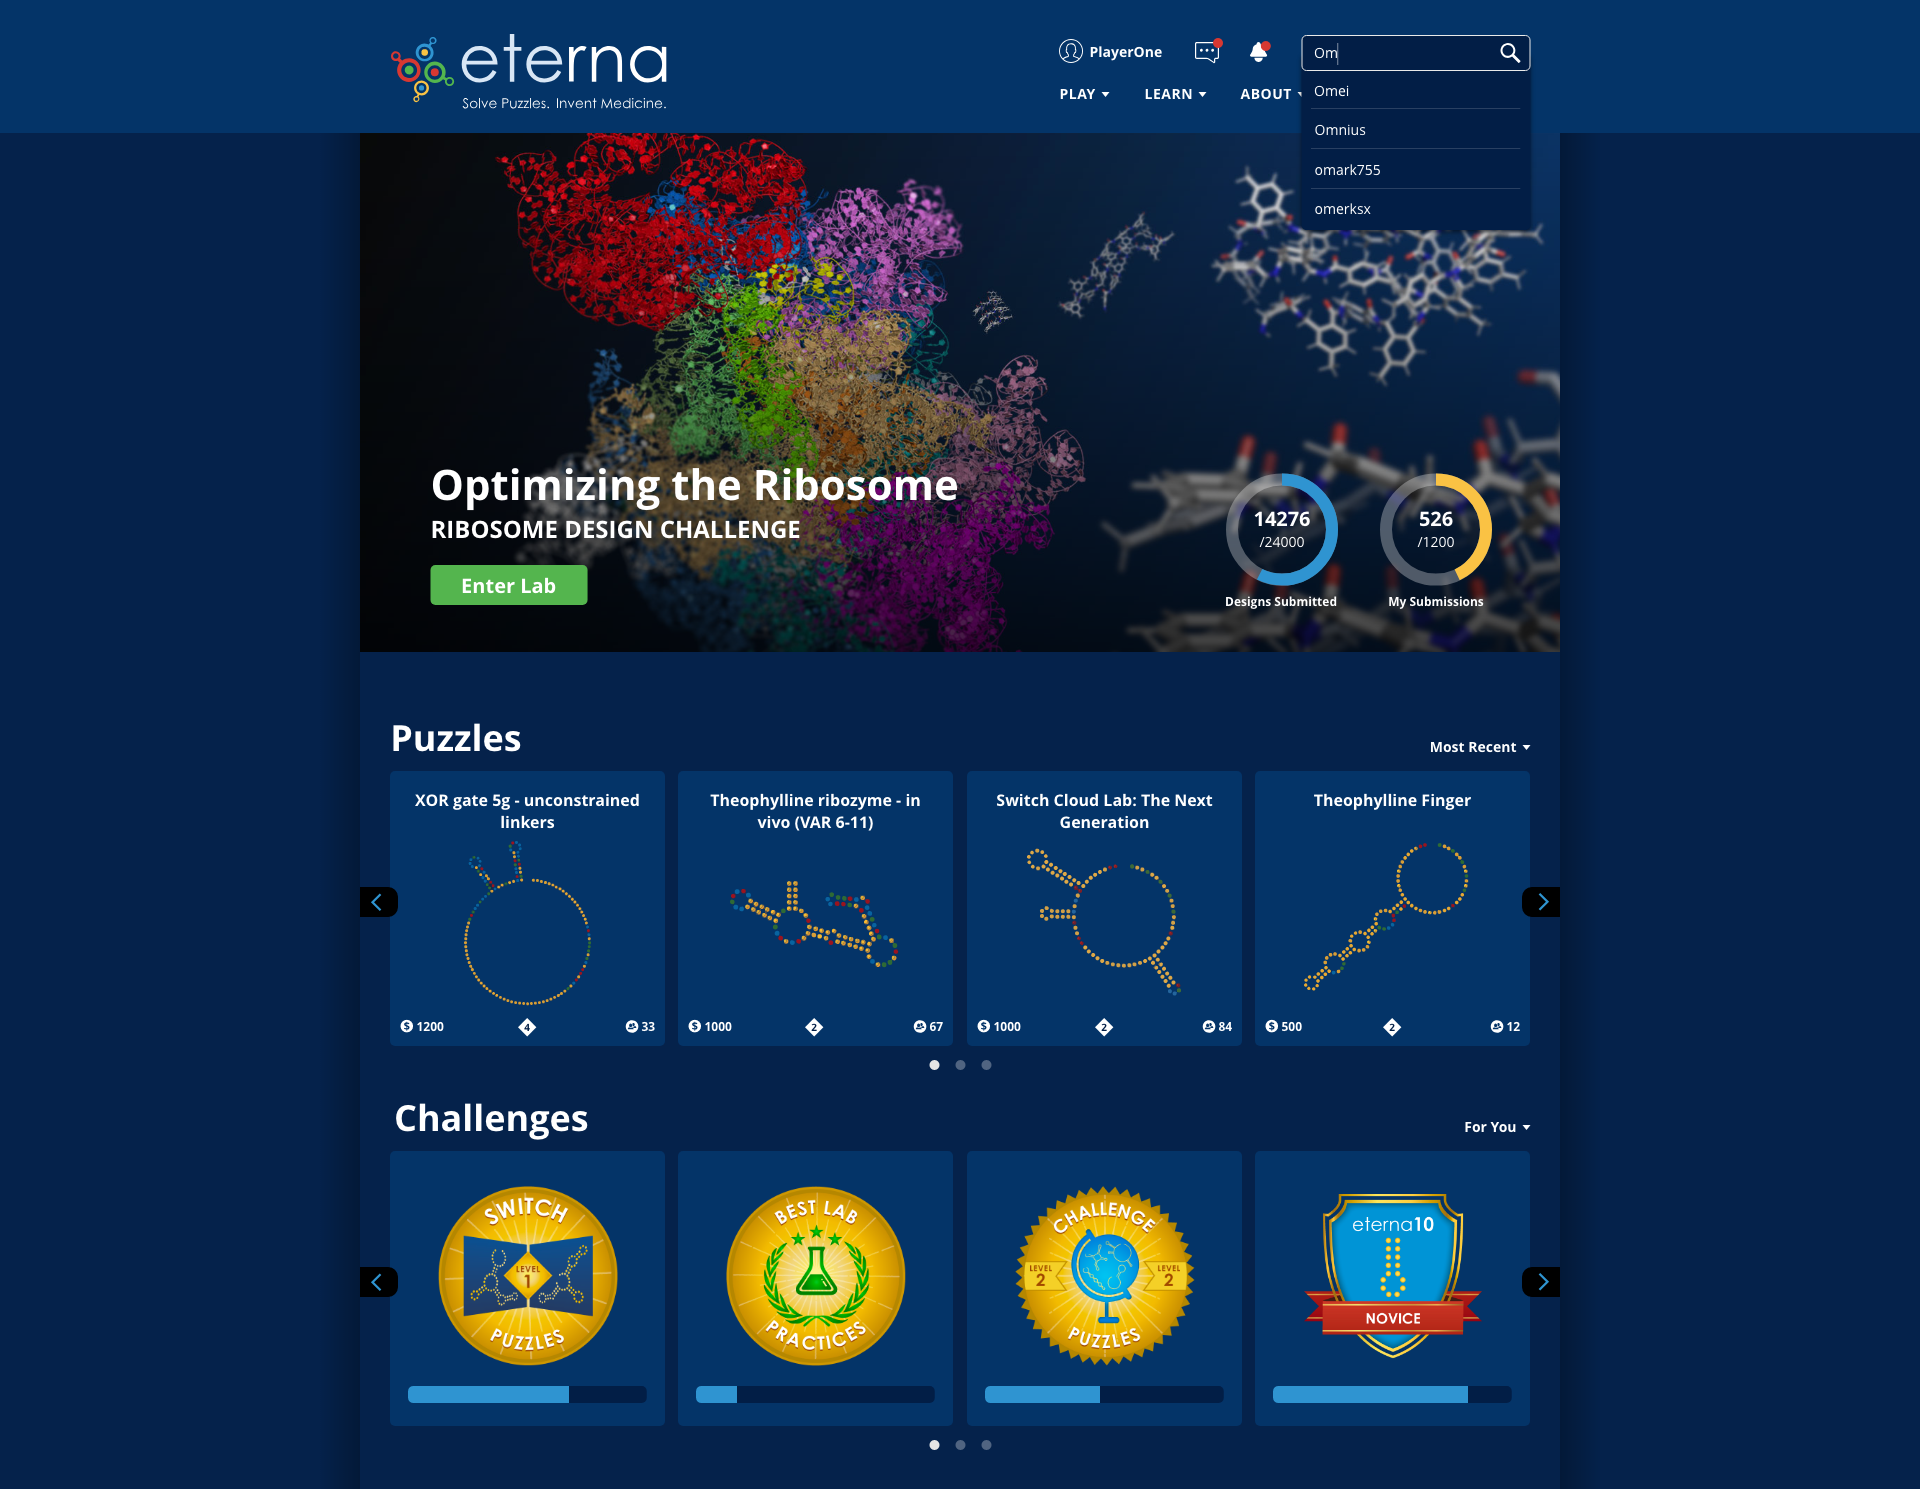 eterna
Solve Puzzles. Invent Medicine.
PlayerOne
Om
PLAY
LEARN
ABOUT
Omei
Omnius
omark755
omerksx
Optimizing the Ribosome
RIBOSOME DESIGN CHALLENGE
Enter Lab
14276
/24000
Designs Submitted
526
/1200
My Submissions
Puzzles
Most Recent
XOR gate 5g - unconstrained
linkers
$ 1200
4
33
Theophylline ribozyme - in
vivo (VAR 6-11)
$ 1000
2
67
Switch Cloud Lab: The Next
Generation
$ 1000
2
84
Theophylline Finger
$ 500
2
12
Challenges
For You
SWITCH
LEVEL
1
PUZZLES
BEST LAB
PRACTICES
CHALLENGE
LEVEL
2
LEVEL
2
PUZZLES
eterna10
NOVICE